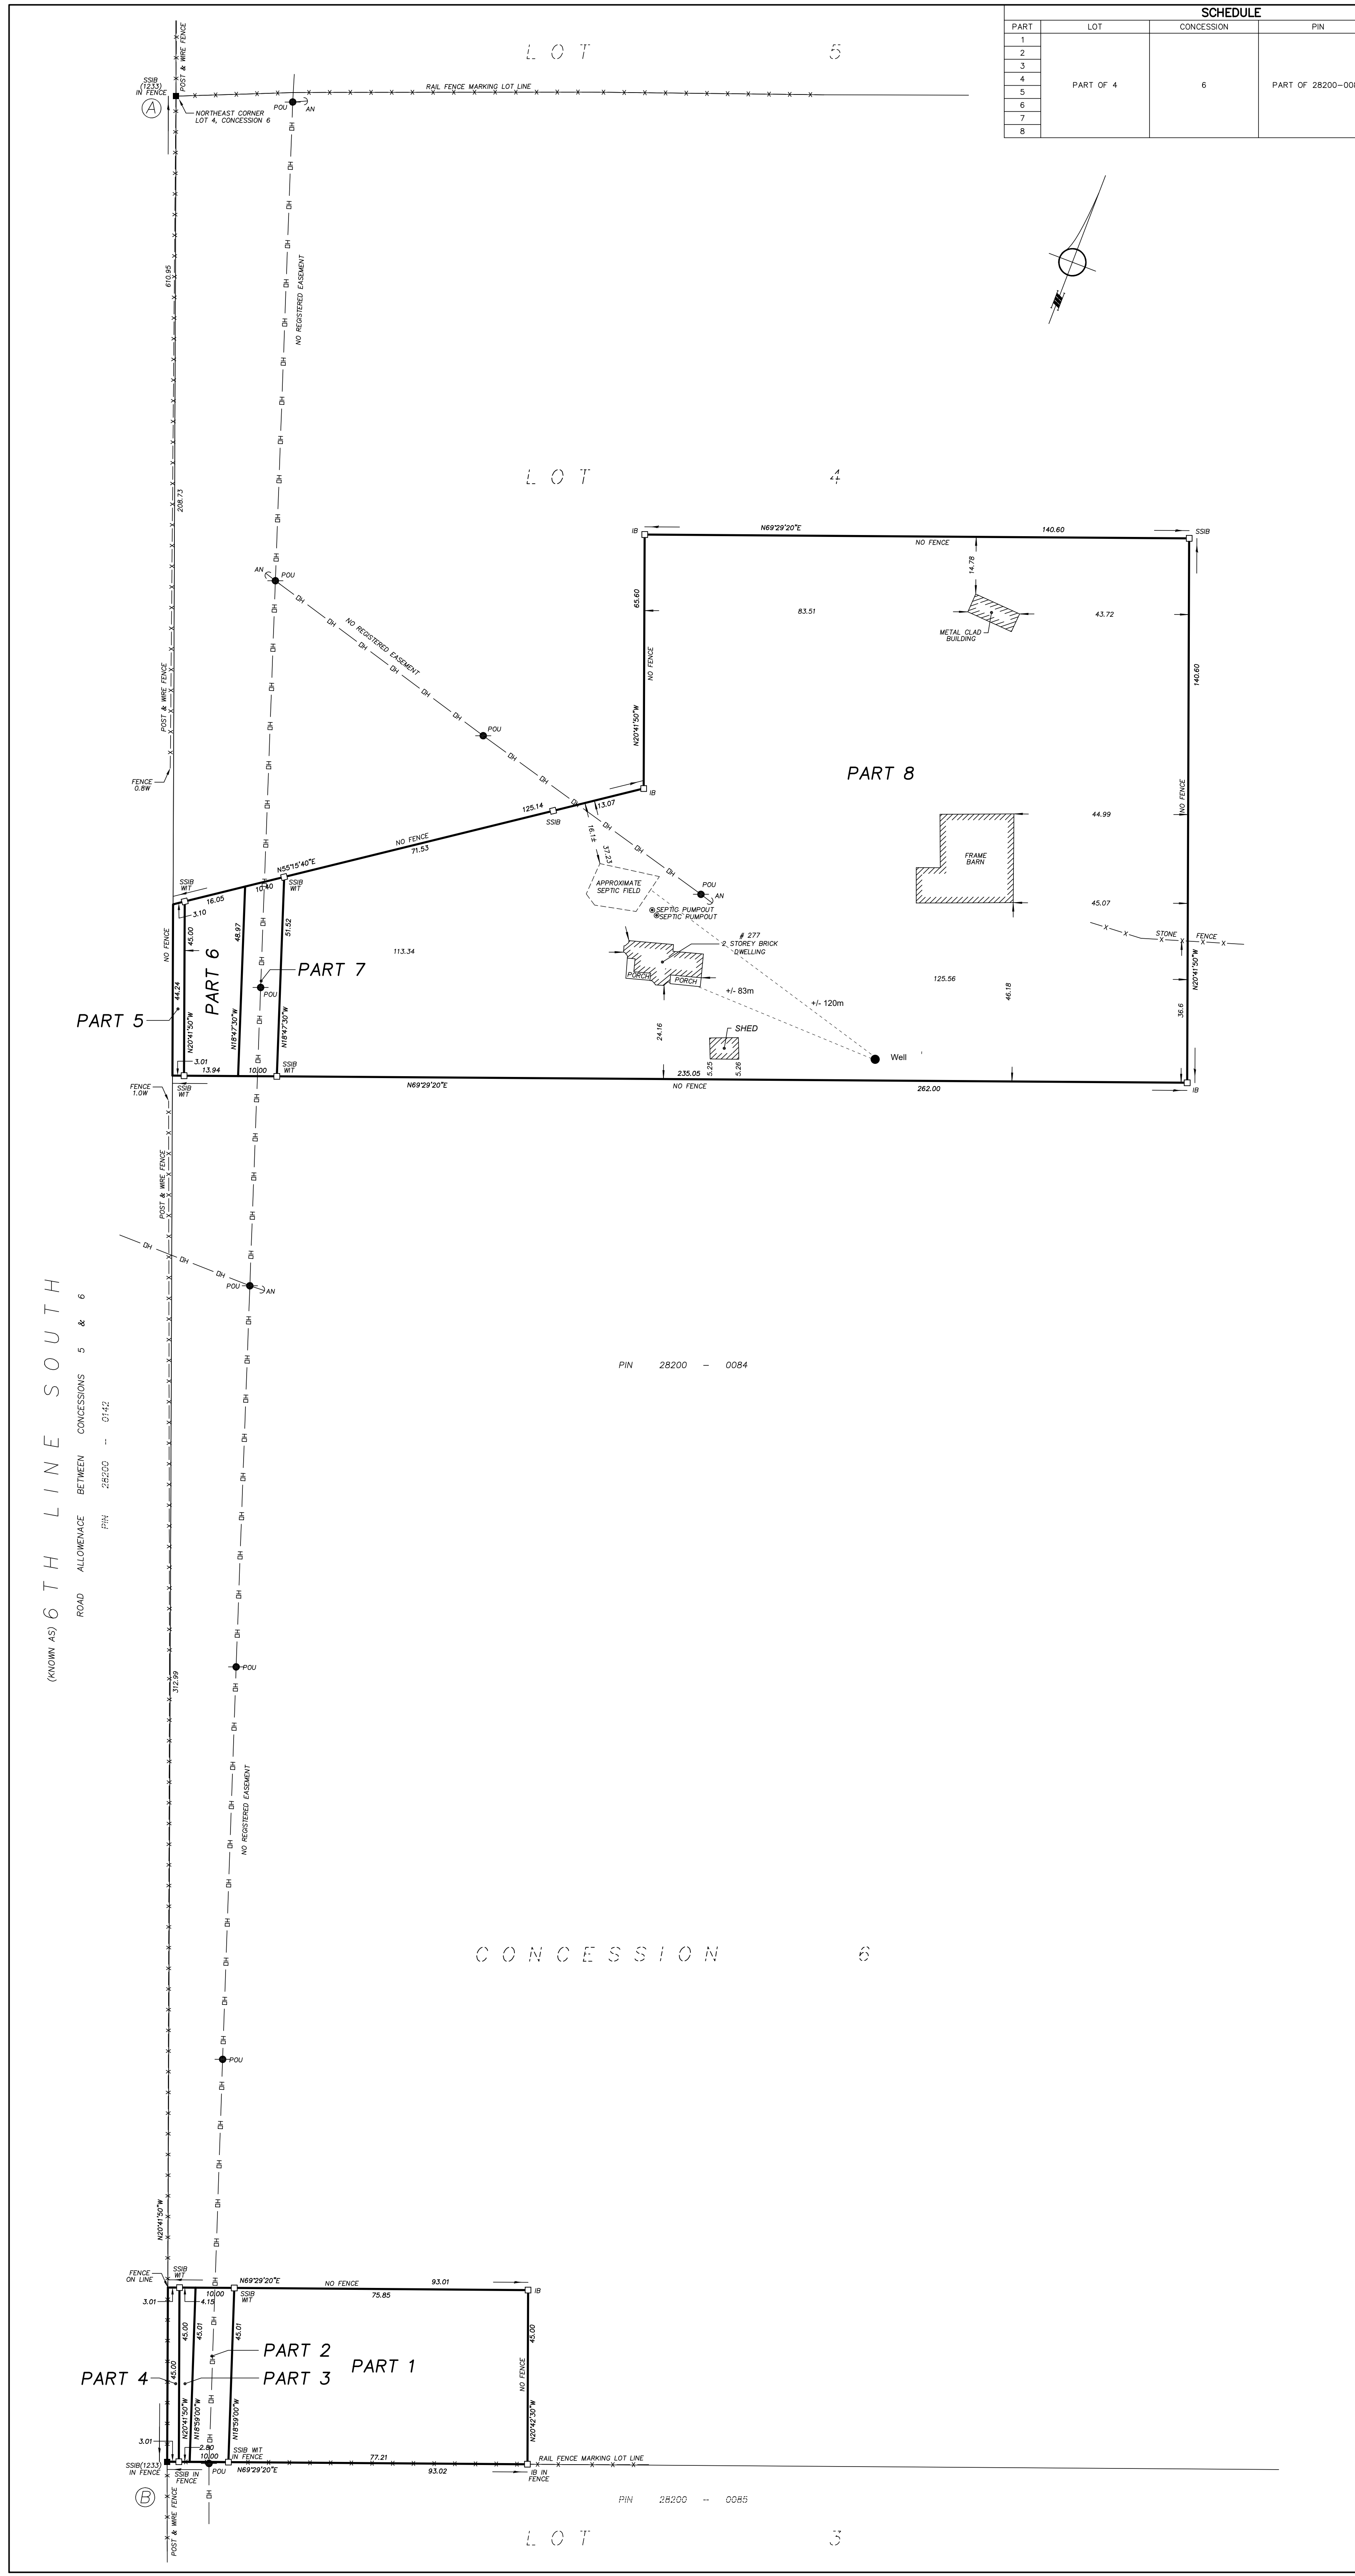 SCHEDULE
PART LOT CONCESSION PIN
1
2
3
4
5
6
7
8
PART OF 4 6 PART OF 28200-008
L O T 5
POST & WIRE FENCE
SSIB
(1233)
IN FENCE
A
NORTHEAST CORNER
LOT 4, CONCESSION 6
POU
AN
RAIL FENCE MARKING LOT LINE
610.95
NO REGISTERED EASEMENT
208.73
L O T 4
AN
POU
NO REGISTERED EASEMENT
POU
IB
N69°29'20"E
140.60
SSIB
NO FENCE
14.78
65.60
83.51
43.72
METAL CLAD
BUILDING
NO FENCE
N20°41'50"W
140.60
POST & WIRE FENCE
FENCE
0.8W
PART 8
IB
125.14
13.07
SSIB
NO FENCE
71.53
16.1±
37.23
NO FENCE
44.99
FRAME
BARN
45.07
N55°15'40"E
SSIB
WIT
10.40
SSIB
WIT
16.05
3.10
APPROXIMATE
SEPTIC FIELD
POU
AN
SEPTIC PUMPOUT
SEPTIC PUMPOUT
STONE FENCE
NO FENCE
45.00
48.97
51.52
113.34
# 277
2 STOREY BRICK
DWELLING
PORCH
PORCH
PART 6
PART 7
POU
125.56
46.18
N20°41'50"W
36.6
44.24
PART 5
N20°41'50"W
N18°47'30"W
N18°47'30"W
+/- 83m
+/- 120m
24.16
SHED
5.25
5.26
Well
3.01
13.94
10.00
SSIB
WIT
FENCE
1.0W
SSIB
WIT
N69°29'20"E
235.05
NO FENCE
262.00
IB
POST & WIRE FENCE
POU
AN
PIN 28200 - 0084
(KNOWN AS) 6 T H L I N E S O U T H
ROAD ALLOWENACE BETWEEN CONCESSIONS 5 & 6
PIN 28200 - 0142
POU
312.99
NO REGISTERED EASEMENT
C O N C E S S I O N 6
POU
N20°41'50"W
FENCE
ON LINE
SSIB
WIT
N69°29'20"E
NO FENCE
93.01
IB
10.00
SSIB
WIT
75.85
3.01
4.15
45.00
45.01
45.01
45.00
PART 2
PART 1
PART 4
PART 3
45.00
NO FENCE
N20°41'50"W
N18°59'00"W
N18°59'00"W
N20°42'30"W
3.01
2.80
10.00
SSIB WIT
IN FENCE
77.21
RAIL FENCE MARKING LOT LINE
SSIB(1233)
IN FENCE
SSIB IN
FENCE
POU
N69°29'20"E
93.02
IB IN
FENCE
B
POST & WIRE FENCE
PIN 28200 - 0085
L O T 3